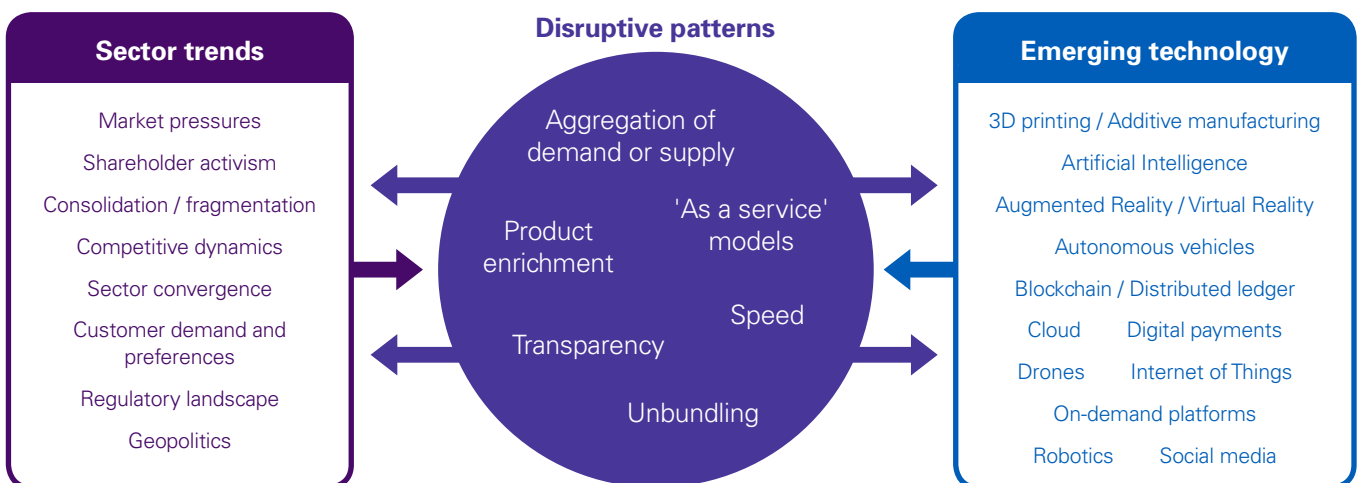 Sector trends
Market pressures
Shareholder activism
Consolidation / fragmentation
Competitive dynamics
Sector convergence
Customer demand and
preferences
Regulatory landscape
Geopolitics
Disruptive patterns
Aggregation of
demand or supply
'As a service'
models
Product
enrichment
Speed
Transparency
Unbundling
Emerging technology
3D printing / Additive manufacturing
Artificial Intelligence
Augmented Reality / Virtual Reality
Autonomous vehicles
Blockchain / Distributed ledger
Cloud Digital payments
Drones Internet of Things
On-demand platforms
Robotics Social media